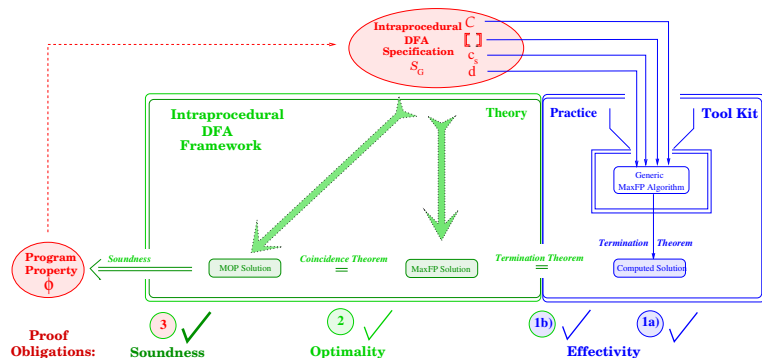 Intraprocedural C
DFA [[ ]]
Specification c_s
S_G d
Intraprocedural
DFA
Framework
Theory
Practice
Tool Kit
Generic
MaxFP Algorithm
Termination Theorem
Program
Property
ϕ
Soundness
MOP Solution
Coincidence Theorem
=
MaxFP Solution
Termination Theorem
=
Computed Solution
Proof
Obligations:
3
Soundness
2
Optimality
1b)
1a)
Effectivity